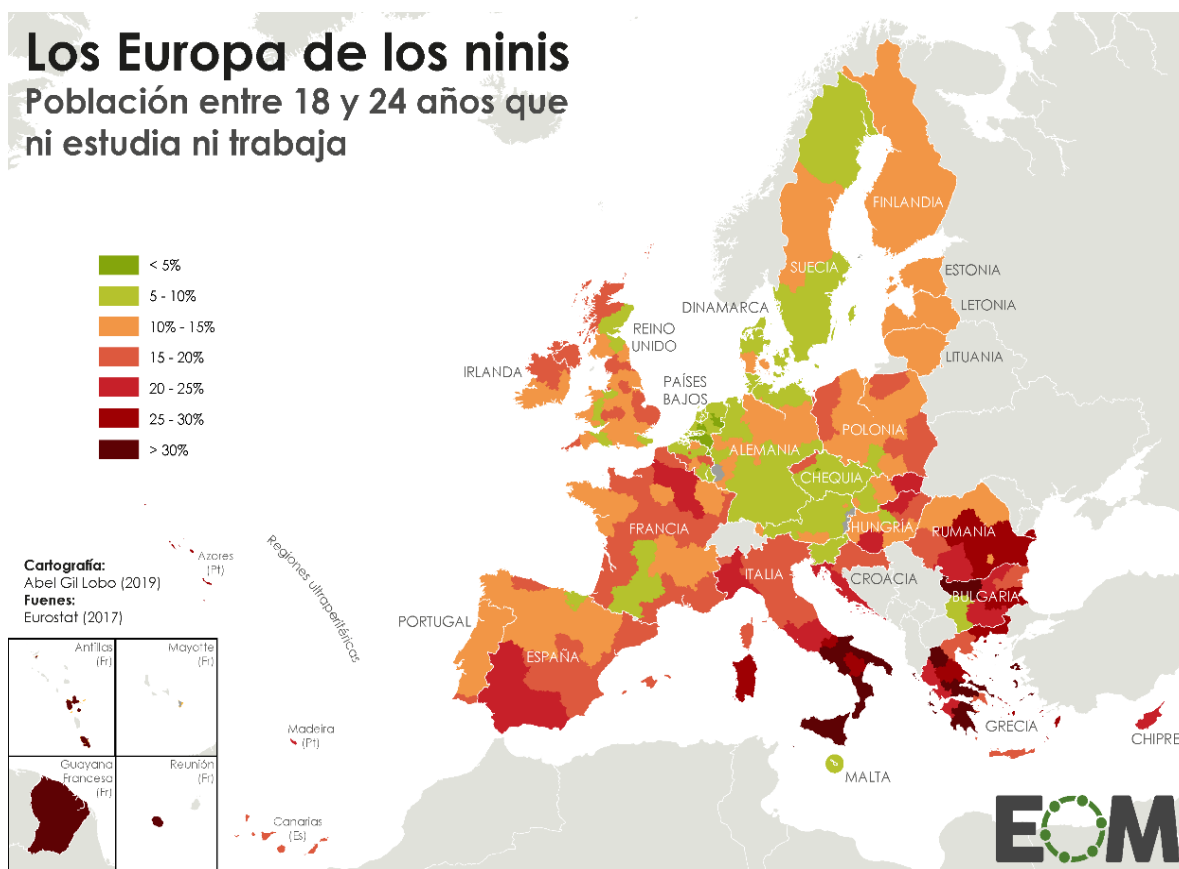 Los Europa de los ninis
Población entre 18 y 24 años que
ni estudia ni trabaja
< 5%
5 - 10%
10% - 15%
15 - 20%
20 - 25%
25 - 30%
> 30%
FINLANDIA
SUECIA
ESTONIA
LETONIA
LITUANIA
DINAMARCA
REINO
UNIDO
IRLANDA
PAÍSES
BAJOS
ALEMANIA
POLONIA
CHEQUIA
FRANCIA
HUNGRÍA
RUMANIA
ITALIA
CROACIA
BULGARIA
PORTUGAL
ESPAÑA
GRECIA
CHIPRE
MALTA
Azores
(Pt)
Regiones ultraperiféricas
Cartografía:
Abel Gil Lobo (2019)
Fuenes:
Eurostat (2017)
Antillas
(Fr)
Mayotte
(Fr)
Guayana
Francesa
(Fr)
Reunión
(Fr)
Madeira
(Pt)
Canarias
(Es)
EOM